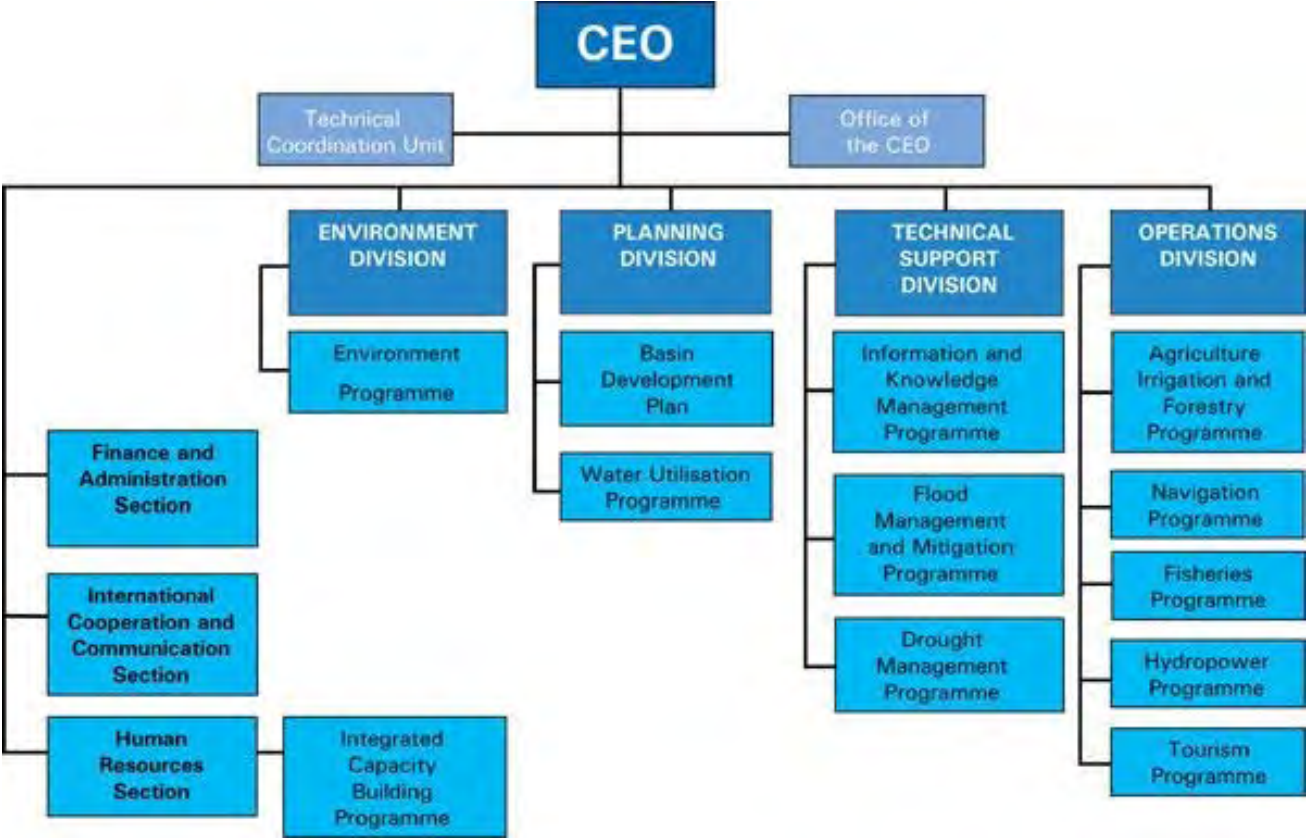 CEO
Technical
Coordination Unit
Office of
the CEO
ENVIRONMENT
DIVISION
Environment
Programme
PLANNING
DIVISION
Basin
Development
Plan
Water Utilisation
Programme
TECHNICAL
SUPPORT
DIVISION
Information and
Knowledge
Management
Programme
Flood
Management
and Mitigation
Programme
Drought
Management
Programme
OPERATIONS
DIVISION
Agriculture
Irrigation and
Forestry
Programme
Navigation
Programme
Fisheries
Programme
Hydropower
Programme
Tourism
Programme
Finance and
Administration
Section
International
Cooperation and
Communication
Section
Human
Resources
Section
Integrated
Capacity
Building
Programme